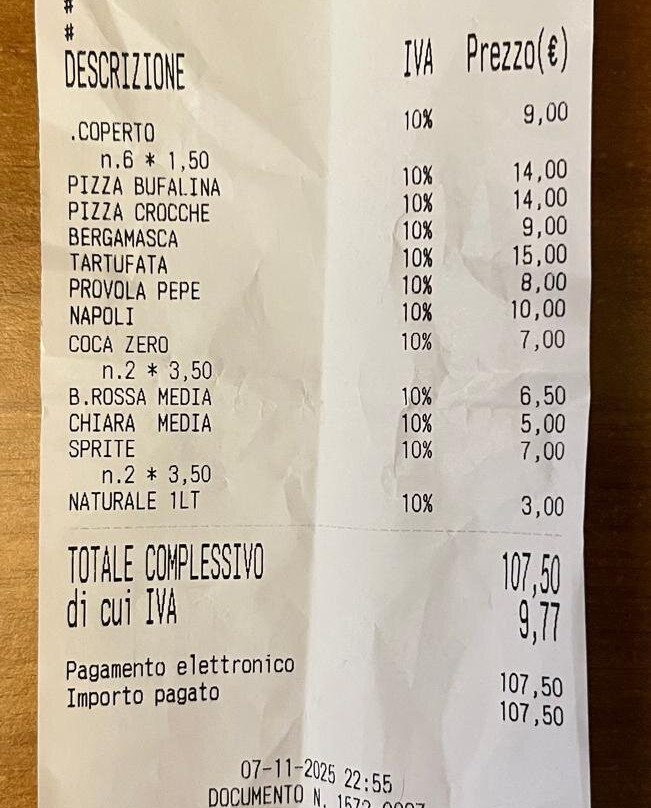 #
#
DESCRIZIONE IVA Prezzo(€)
.COPERTO 10% 9,00
n.6 * 1,50
PIZZA BUFALINA 10% 14,00
PIZZA CROCCHE 10% 14,00
BERGAMASCA 10% 9,00
TARTUFATA 10% 15,00
PROVOLA PEPE 10% 8,00
NAPOLI 10% 10,00
COCA ZERO 10% 7,00
n.2 * 3,50
B.ROSSA MEDIA 10% 6,50
CHIARA MEDIA 10% 5,00
SPRITE 10% 7,00
n.2 * 3,50
NATURALE 1LT 10% 3,00
TOTALE COMPLESSIVO 107,50
di cui IVA 9,77
Pagamento elettronico 107,50
Importo pagato 107,50
07-11-2025 22:55
DOCUMENTO N.